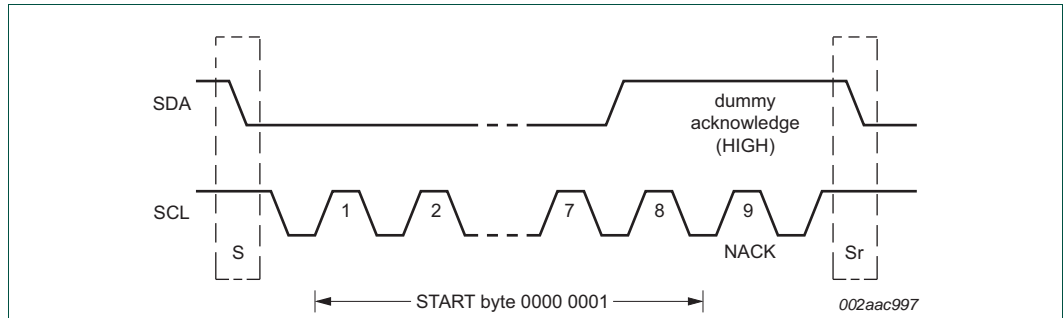 SDA
dummy
acknowledge
(HIGH)
SCL
1
2
7
8
9
S
NACK
Sr
START byte 0000 0001
002aac997